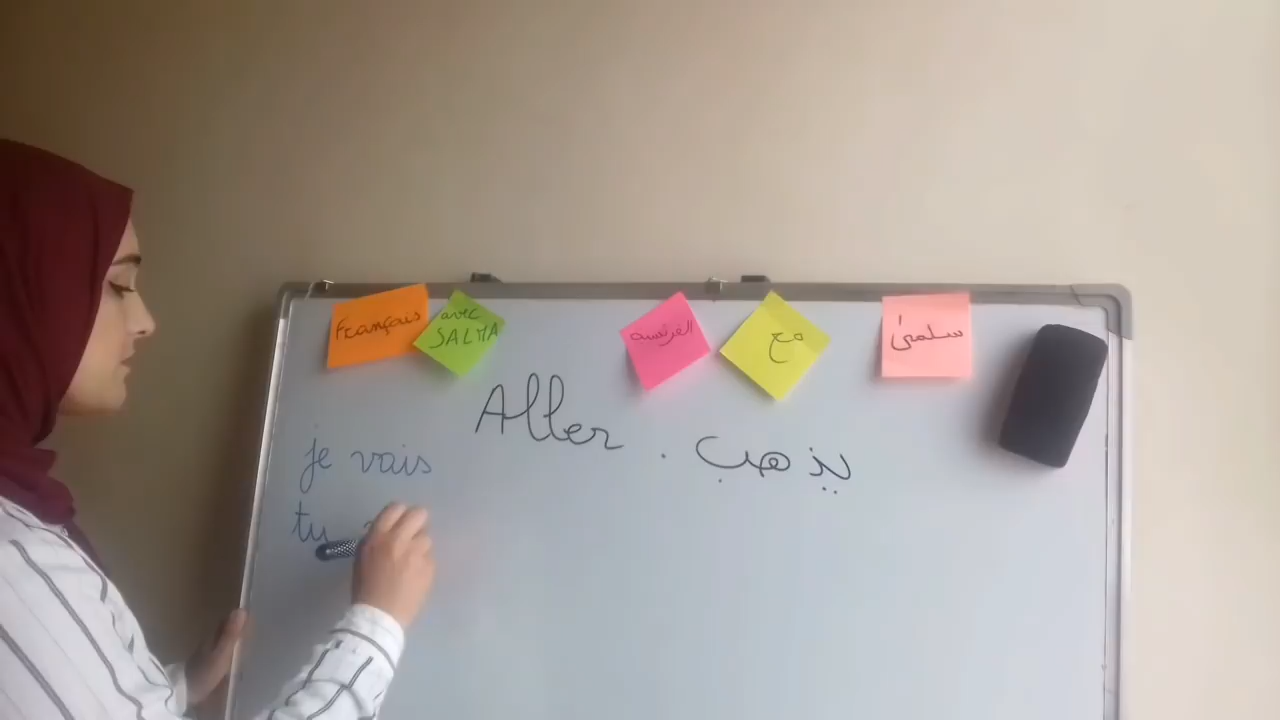 Français
avec
SALMA
الفرنسية
مع
سلمى
Aller . يذهب
je vais
tu